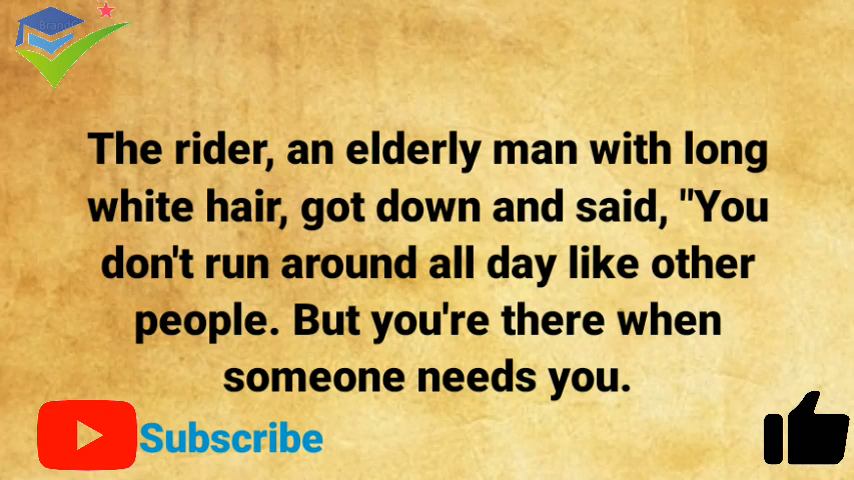 Brand
The rider, an elderly man with long
white hair, got down and said, "You
don't run around all day like other
people. But you're there when
someone needs you.
Subscribe